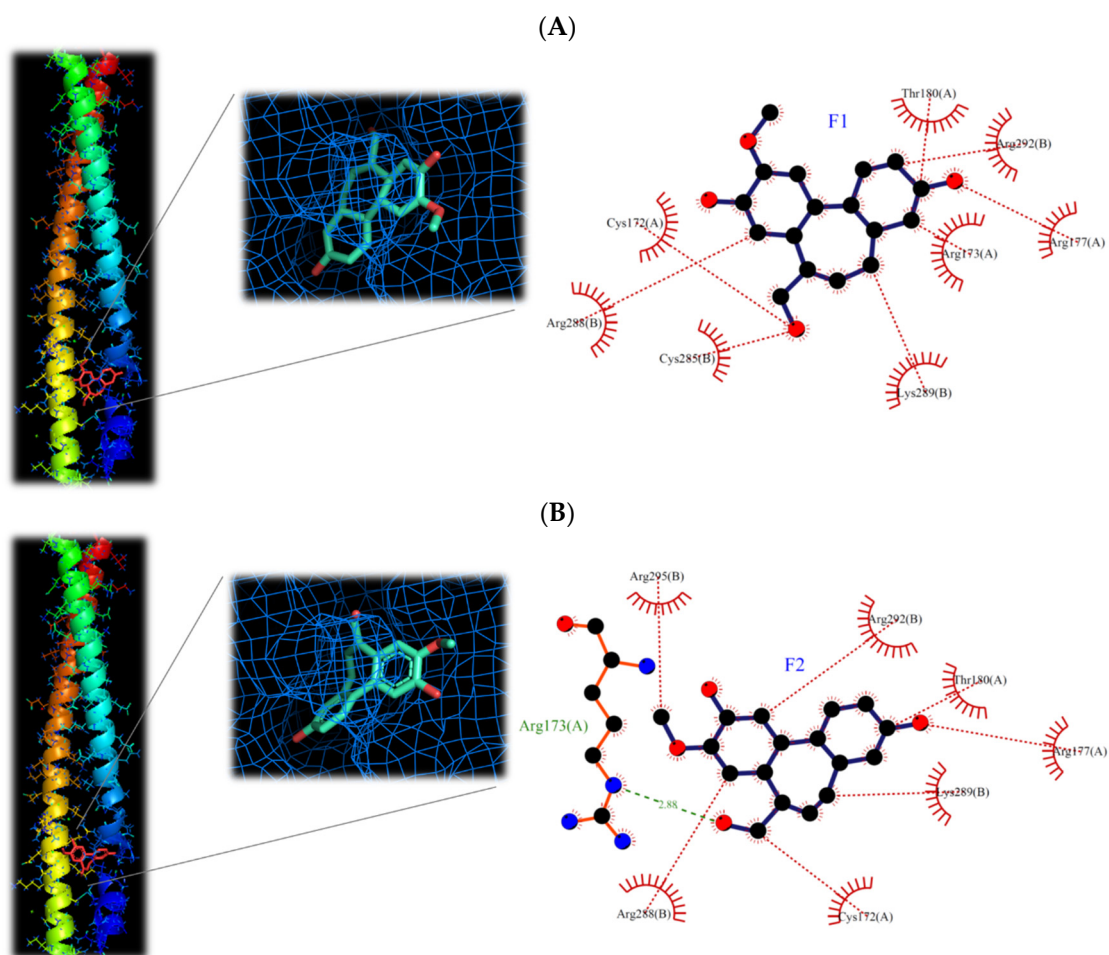 (A)
Thr180(A)
F1
Arg292(B)
Cys172(A)
Arg177(A)
Arg173(A)
Arg288(B)
Cys285(B)
Lys289(B)
(B)
Arg295(B)
Arg292(B)
F2
Thr180(A)
Arg173(A)
Arg177(A)
Lys289(B)
2.88
Arg288(B)
Cys172(A)